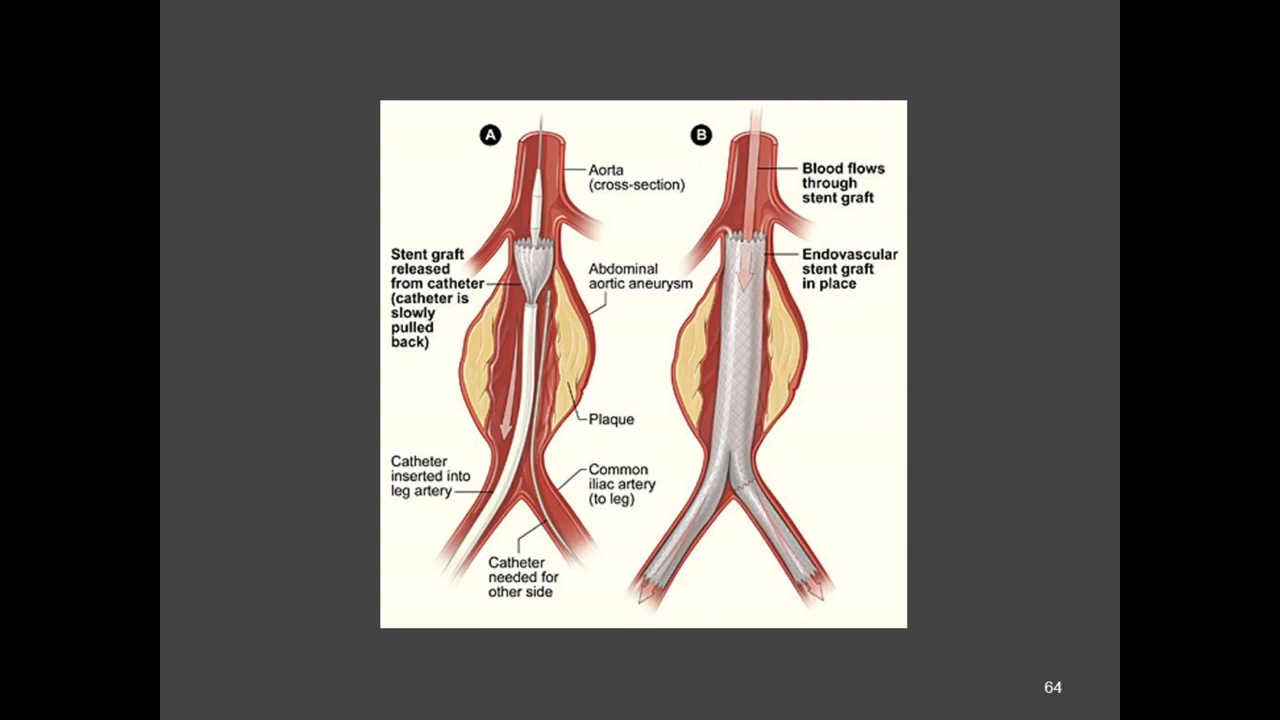 A
Aorta
(cross-section)
Stent graft
released
from catheter
(catheter is
slowly
pulled
back)
Abdominal
aortic aneurysm
Plaque
Catheter
inserted into
leg artery
Common
iliac artery
(to leg)
Catheter
needed for
other side
B
Blood flows
through
stent graft
Endovascular
stent graft
in place
64